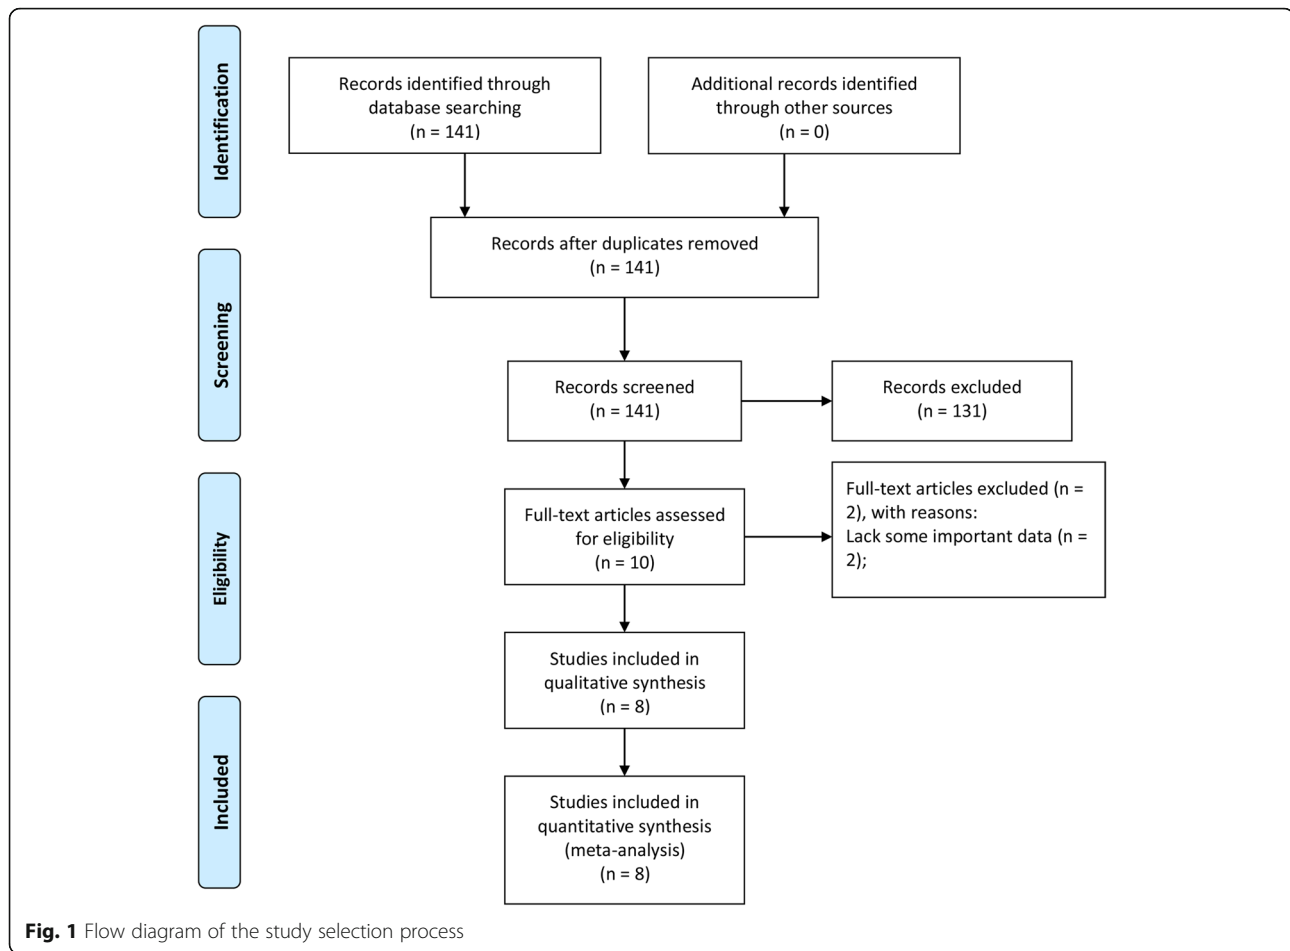 Identification
Records identified through
database searching
(n = 141)
Additional records identified
through other sources
(n = 0)
Records after duplicates removed
(n = 141)
Screening
Records screened
(n = 141)
Records excluded
(n = 131)
Eligibility
Full-text articles assessed
for eligibility
(n = 10)
Full-text articles excluded (n =
2), with reasons:
Lack some important data (n =
2);
Studies included in
qualitative synthesis
(n = 8)
Included
Studies included in
quantitative synthesis
(meta-analysis)
(n = 8)
Fig. 1 Flow diagram of the study selection process